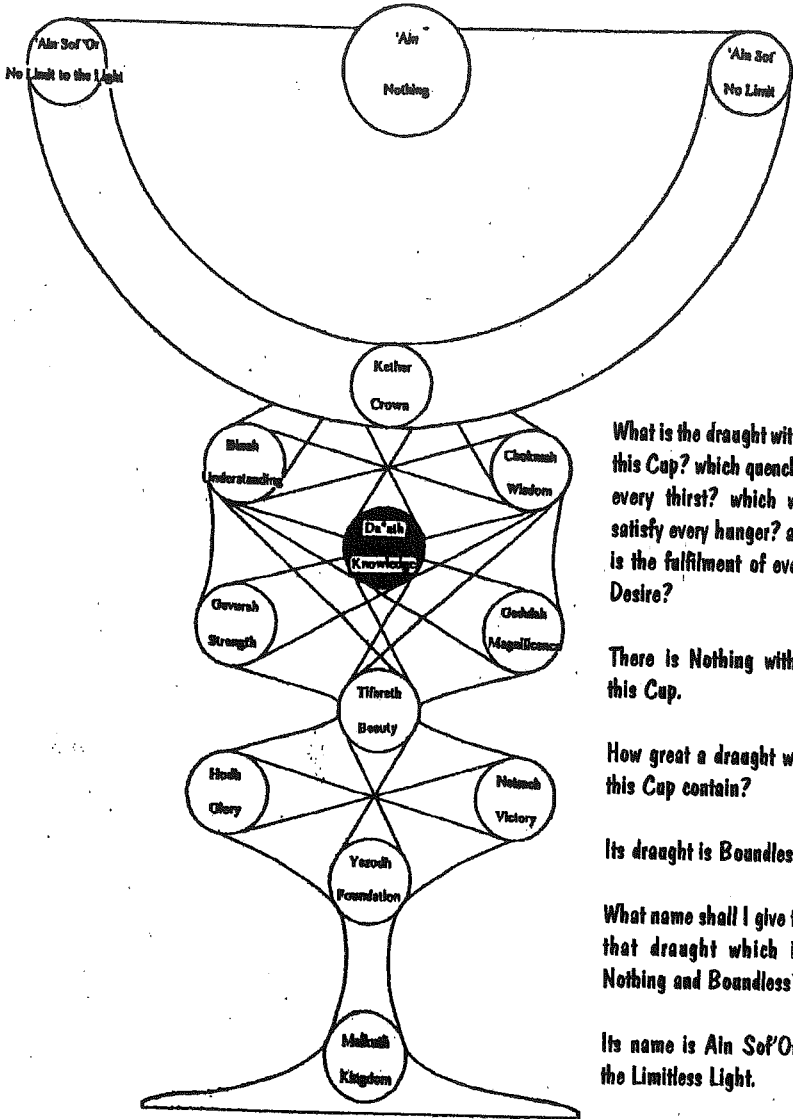 'Ain Sof 'Or
No Limit to the Light
'Ain
Nothing
'Ain Sof
No Limit
Kether
Crown
Binah
Understanding
Chokmah
Wisdom
Da'ath
Knowledge
Gevurah
Strength
Gedulah
Magnificence
Tifereth
Beauty
Hodh
Glory
Netzach
Victory
Yesodh
Foundation
Malkuth
Kingdom
What is the draught wit
this Cup? which quench
every thirst? which w
satisfy every hunger? a
is the fulfilment of eve
Desire?
There is Nothing with
this Cup.
How great a draught w
this Cup contain?
Its draught is Boundles
What name shall I give t
that draught which i
Nothing and Boundless
Its name is Ain Sof'Or
the Limitless Light.